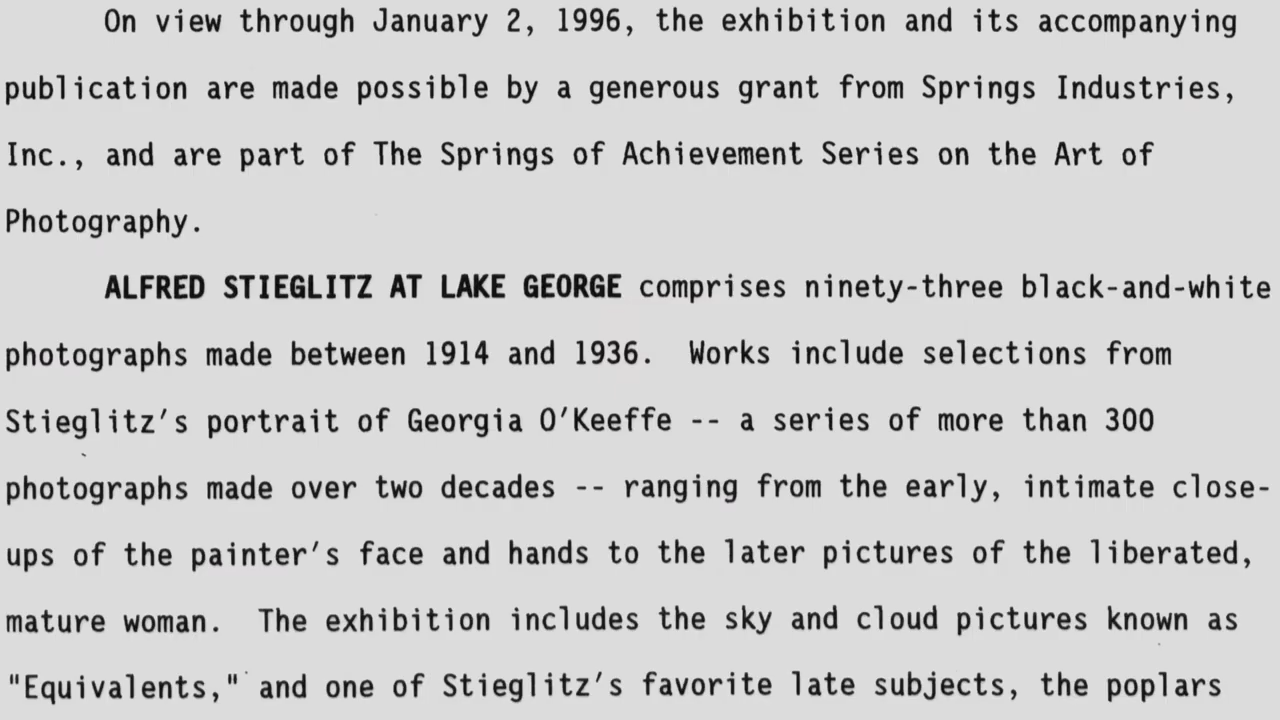 On view through January 2, 1996, the exhibition and its accompanying
publication are made possible by a generous grant from Springs Industries,
Inc., and are part of The Springs of Achievement Series on the Art of
Photography.
ALFRED STIEGLITZ AT LAKE GEORGE comprises ninety-three black-and-white
photographs made between 1914 and 1936.  Works include selections from
Stieglitz's portrait of Georgia O'Keeffe -- a series of more than 300
photographs made over two decades -- ranging from the early, intimate close-
ups of the painter's face and hands to the later pictures of the liberated,
mature woman.  The exhibition includes the sky and cloud pictures known as
"Equivalents," and one of Stieglitz's favorite late subjects, the poplars